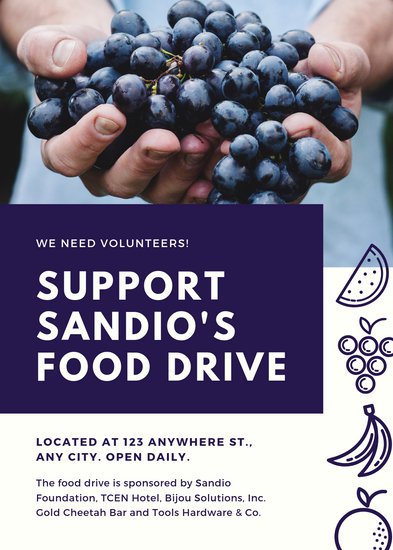 WE NEED VOLUNTEERS!
SUPPORT
SANDIO'S
FOOD DRIVE
LOCATED AT 123 ANYWHERE ST.,
ANY CITY. OPEN DAILY.
The food drive is sponsored by Sandio
Foundation, TCEN Hotel, Bijou Solutions, Inc.
Gold Cheetah Bar and Tools Hardware & Co.